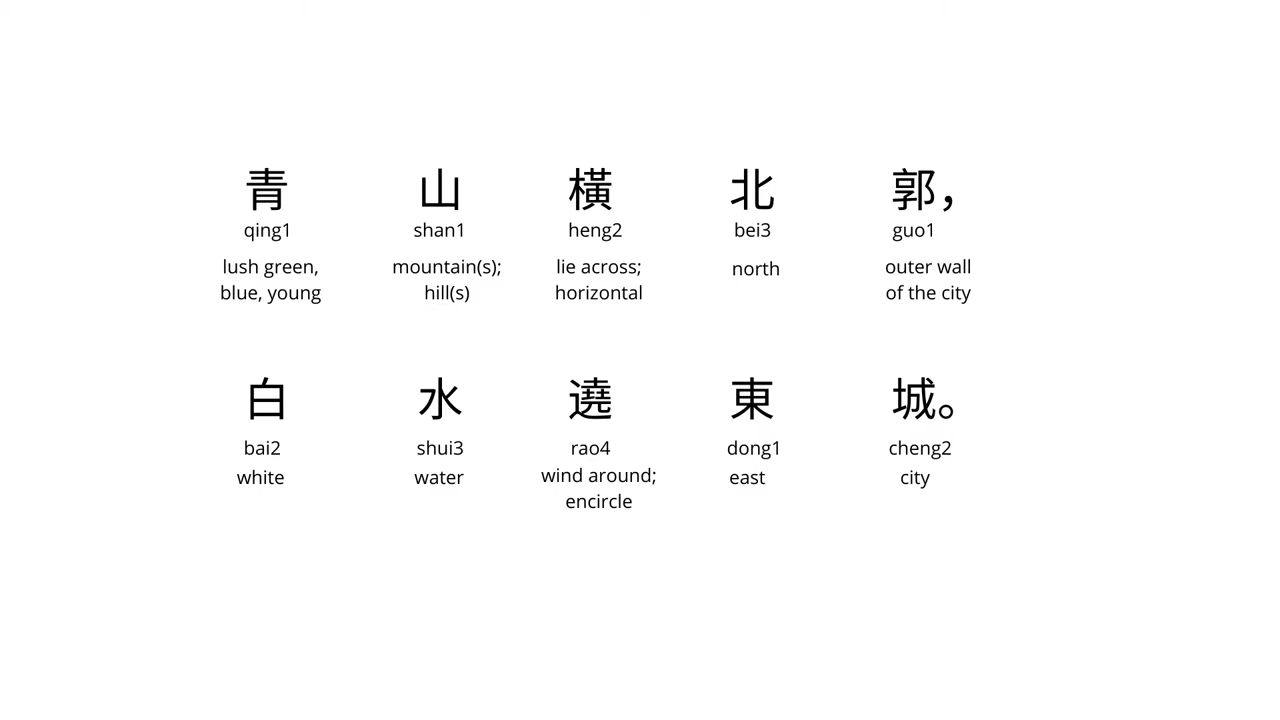 青 山 橫 北 郭，
qing1 shan1 heng2 bei3 guo1
lush green, mountain(s); lie across; north outer wall
blue, young hill(s) horizontal of the city
白 水 遶 東 城。
bai2 shui3 rao4 dong1 cheng2
white water wind around; east city
encircle